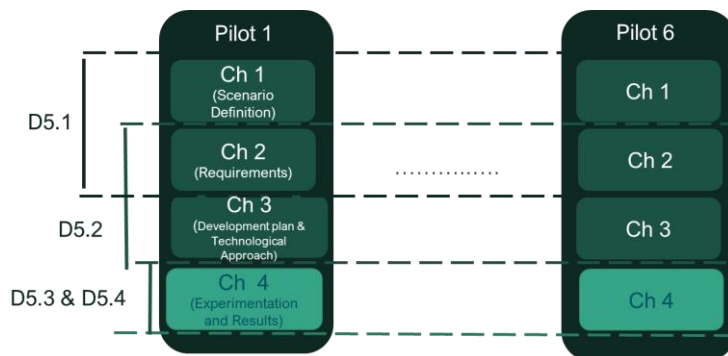 Pilot 1
Pilot 6
Ch 1
(Scenario
Definition)
Ch 1
D5.1
Ch 2
(Requirements)
Ch 2
...............
Ch 3
(Development plan &
Technological
Approach)
Ch 3
D5.2
Ch 4
(Experimentation
and Results)
Ch 4
D5.3 & D5.4